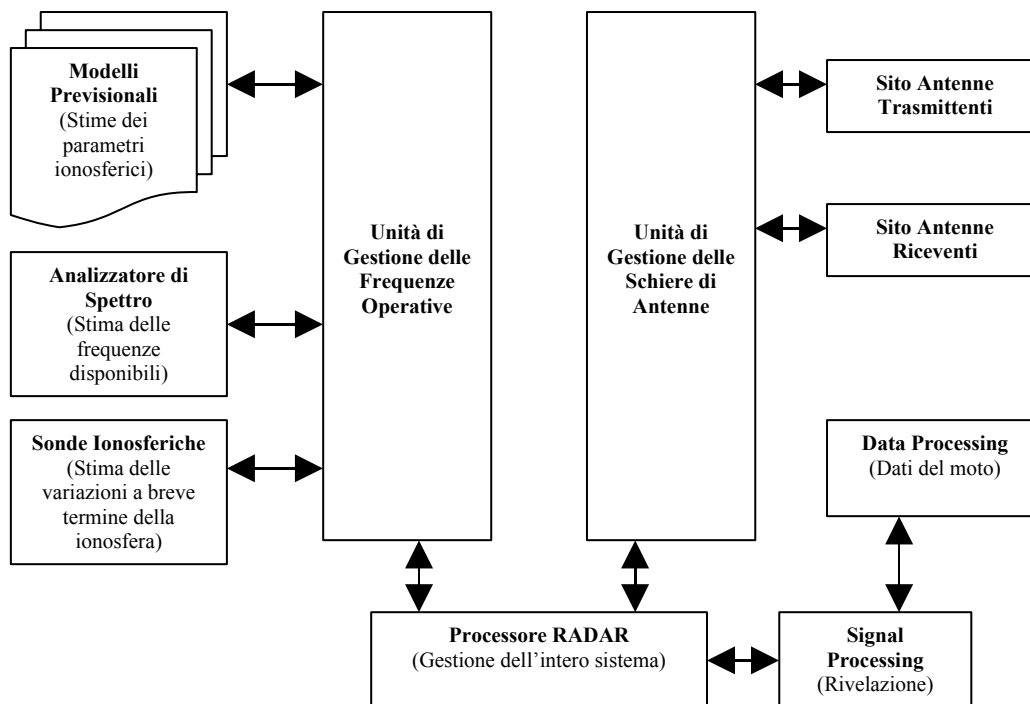 Modelli
Previsionali
(Stime dei
parametri
ionosferici)
Analizzatore di
Spettro
(Stima delle
frequenze
disponibili)
Sonde Ionosferiche
(Stima delle
variazioni a breve
termine della
ionosfera)
Unità di
Gestione delle
Frequenze
Operative
Unità di
Gestione delle
Schiere di
Antenne
Sito Antenne
Trasmittenti
Sito Antenne
Riceventi
Data Processing
(Dati del moto)
Processore RADAR
(Gestione dell’intero sistema)
Signal
Processing
(Rivelazione)